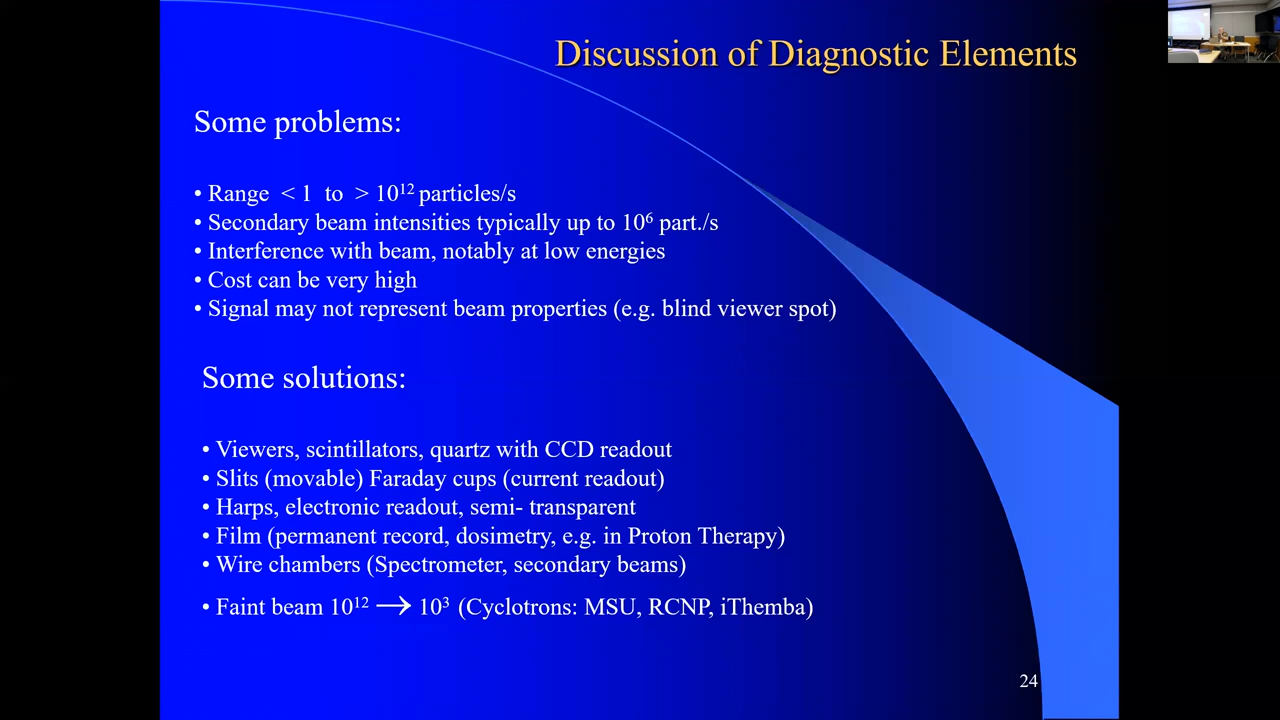 Discussion of Diagnostic Elements
Some problems:
• Range < 1 to > 10¹² particles/s
• Secondary beam intensities typically up to 10⁶ part./s
• Interference with beam, notably at low energies
• Cost can be very high
• Signal may not represent beam properties (e.g. blind viewer spot)
Some solutions:
• Viewers, scintillators, quartz with CCD readout
• Slits (movable) Faraday cups (current readout)
• Harps, electronic readout, semi- transparent
• Film (permanent record, dosimetry, e.g. in Proton Therapy)
• Wire chambers (Spectrometer, secondary beams)
• Faint beam 10¹² → 10³ (Cyclotrons: MSU, RCNP, iThemba)
24